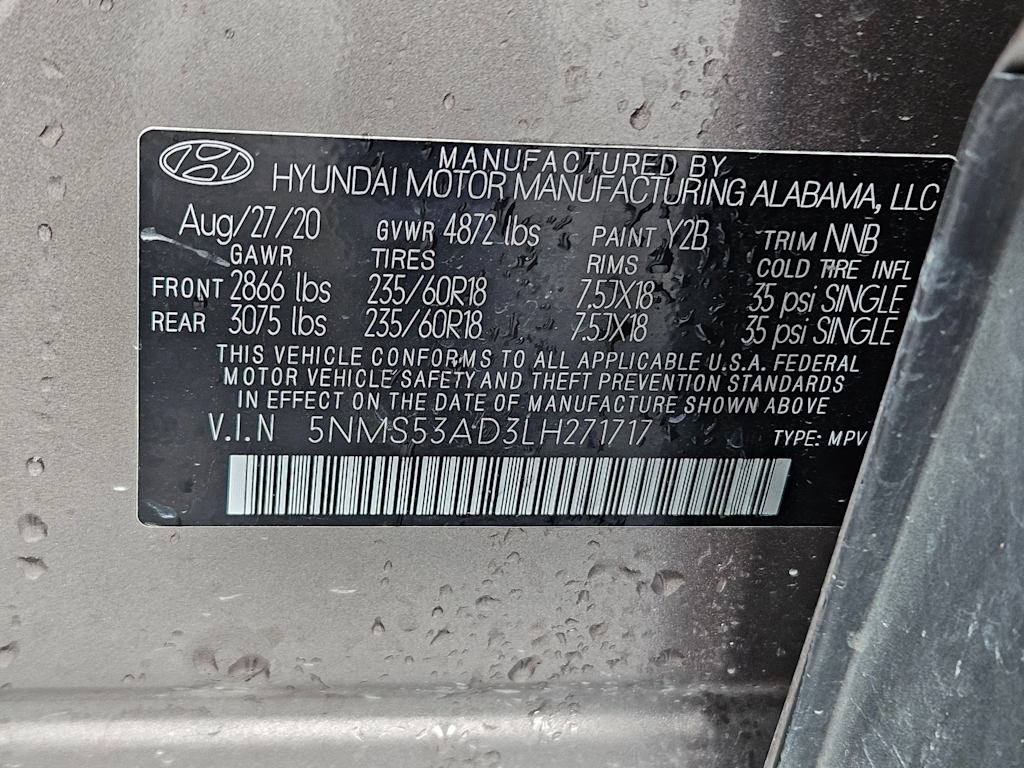 MANUFACTURED BY
HYUNDAI MOTOR MANUFACTURING ALABAMA, LLC
Aug/27/20 GVWR 4872 lbs PAINT Y2B TRIM NNB
GAWR TIRES RIMS COLD TIRE INFL
FRONT 2866 lbs 235/60R18 7.5JX18 35 psi SINGLE
REAR 3075 lbs 235/60R18 7.5JX18 35 psi SINGLE
THIS VEHICLE CONFORMS TO ALL APPLICABLE U.S.A. FEDERAL
MOTOR VEHICLE SAFETY AND THEFT PREVENTION STANDARDS
IN EFFECT ON THE DATE OF MANUFACTURE SHOWN ABOVE
V.I.N 5NMS53AD3LH271717 TYPE: MPV